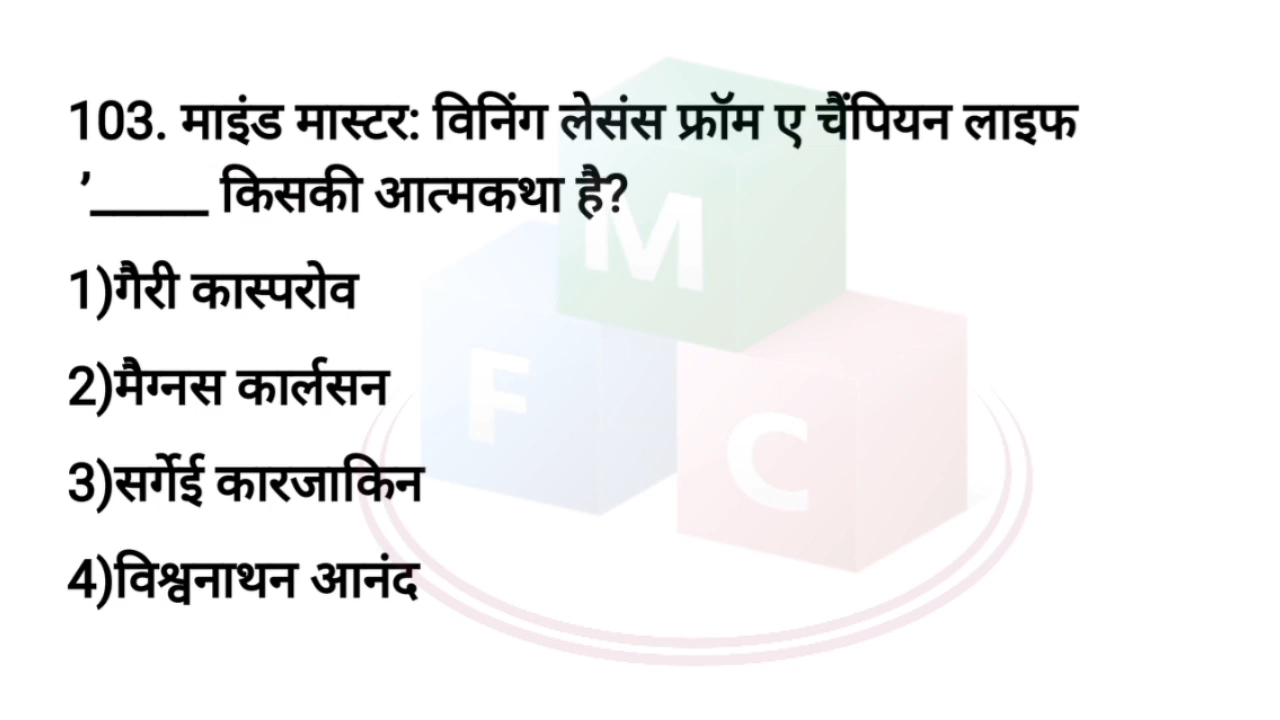 103. माइंड मास्टर: विनिंग लेसंस फ्रॉम ए चैंपियन लाइफ
’_____ किसकी आत्मकथा है?
1)गैरी कास्परोव
2)मैग्नस कार्लसन
3)सर्गेई कारजाकिन
4)विश्वनाथन आनंद
M
F
C